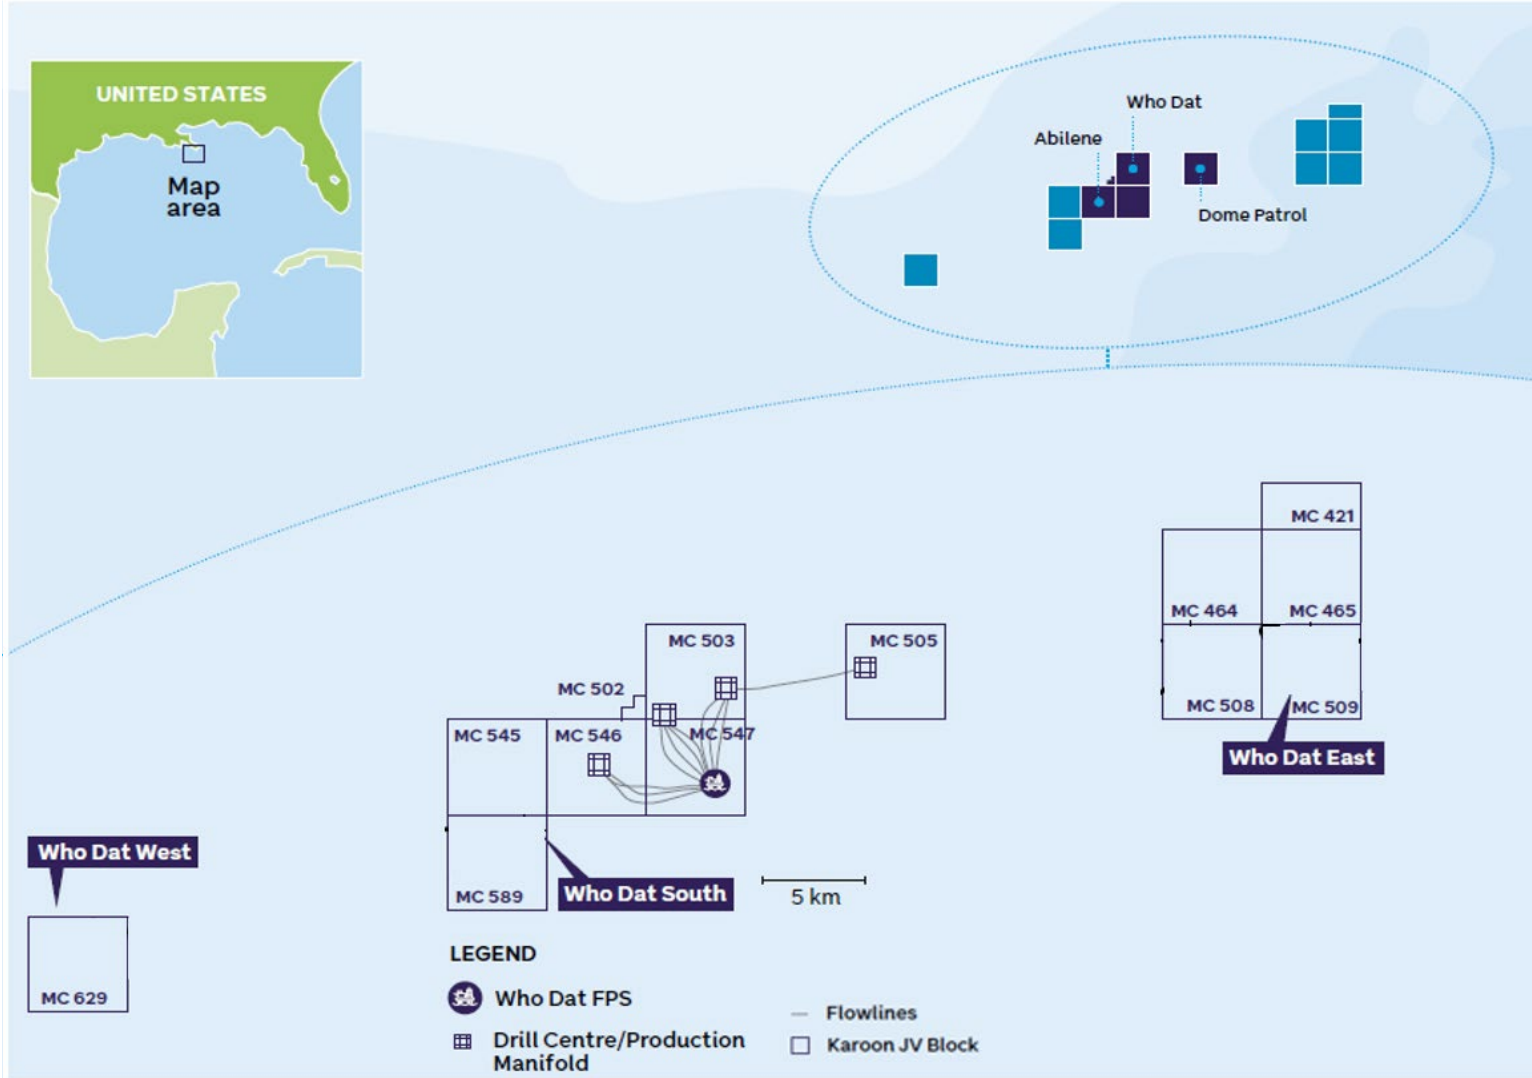 UNITED STATES
Map
area
Who Dat
Abilene
Dome Patrol
MC 421
MC 464
MC 465
MC 503
MC 505
MC 502
MC 508
MC 509
MC 545
MC 546
MC 547
Who Dat East
Who Dat West
MC 589
Who Dat South
5 km
MC 629
LEGEND
Who Dat FPS
Drill Centre/Production
Manifold
Flowlines
Karoon JV Block